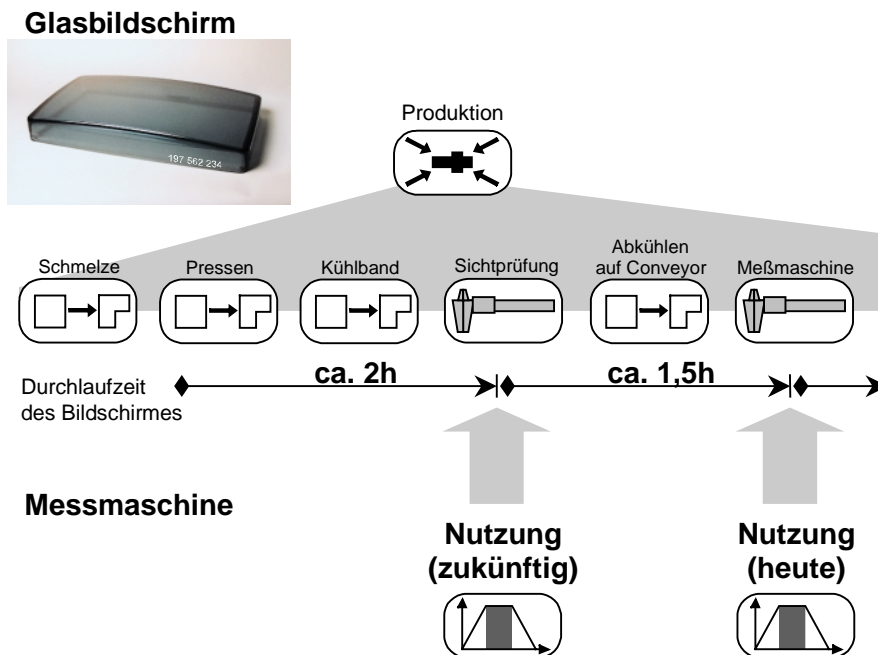 Glasbildschirm
197 562 234
Produktion
Schmelze
Pressen
Kühlband
Sichtprüfung
Abkühlen
auf Conveyor
Meßmaschine
Durchlaufzeit
des Bildschirmes
ca. 2h
ca. 1,5h
Messmaschine
Nutzung
(zukünftig)
Nutzung
(heute)